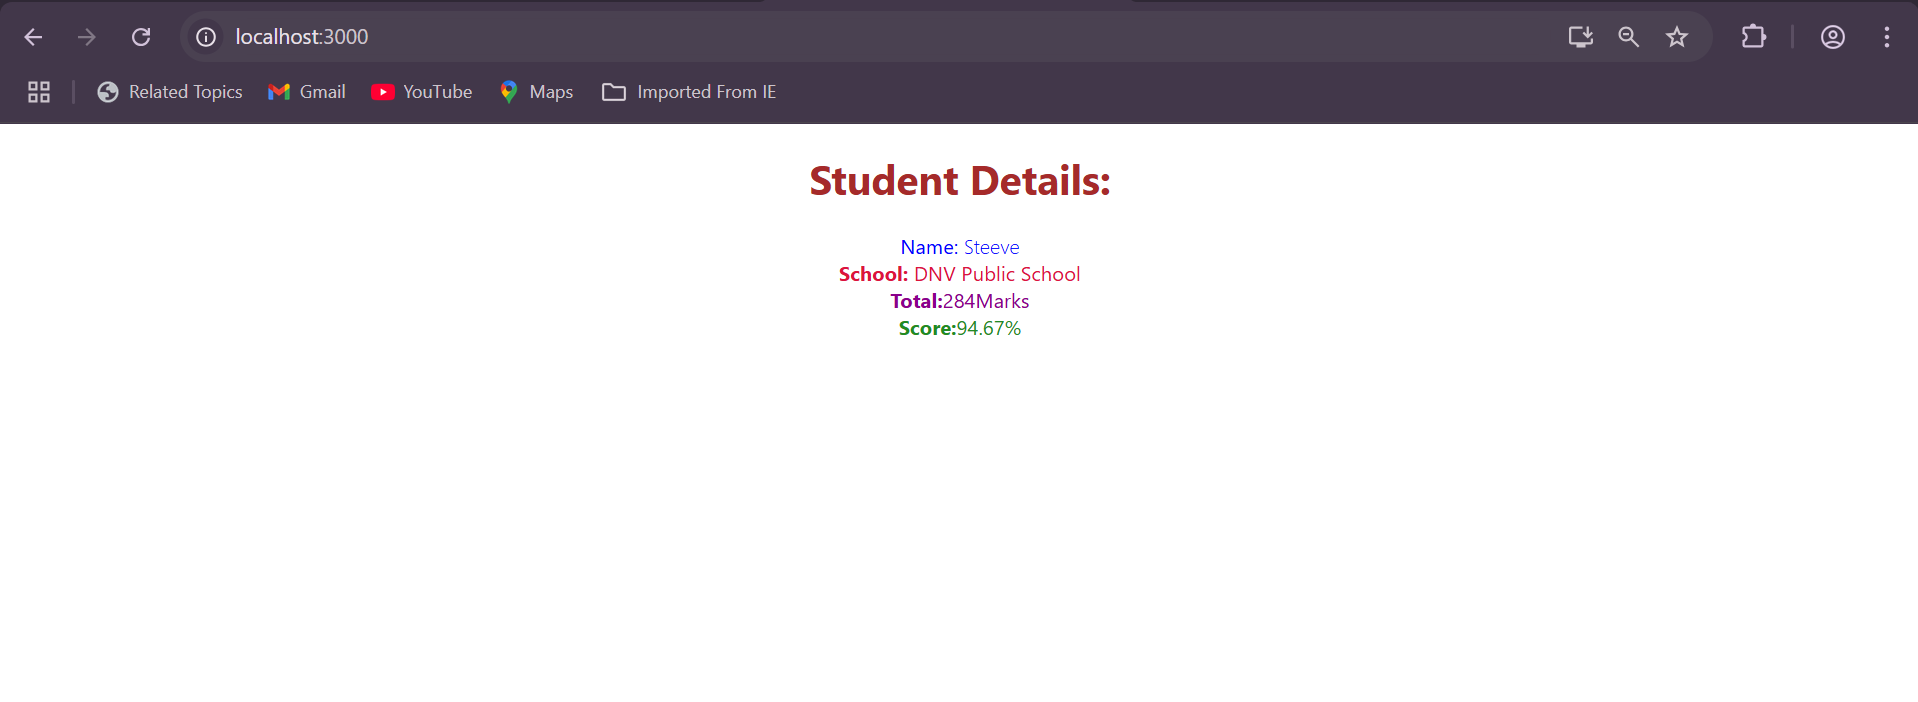 localhost:3000
Related Topics Gmail YouTube Maps Imported From IE
Student Details:
Name: Steeve
School: DNV Public School
Total:284Marks
Score:94.67%